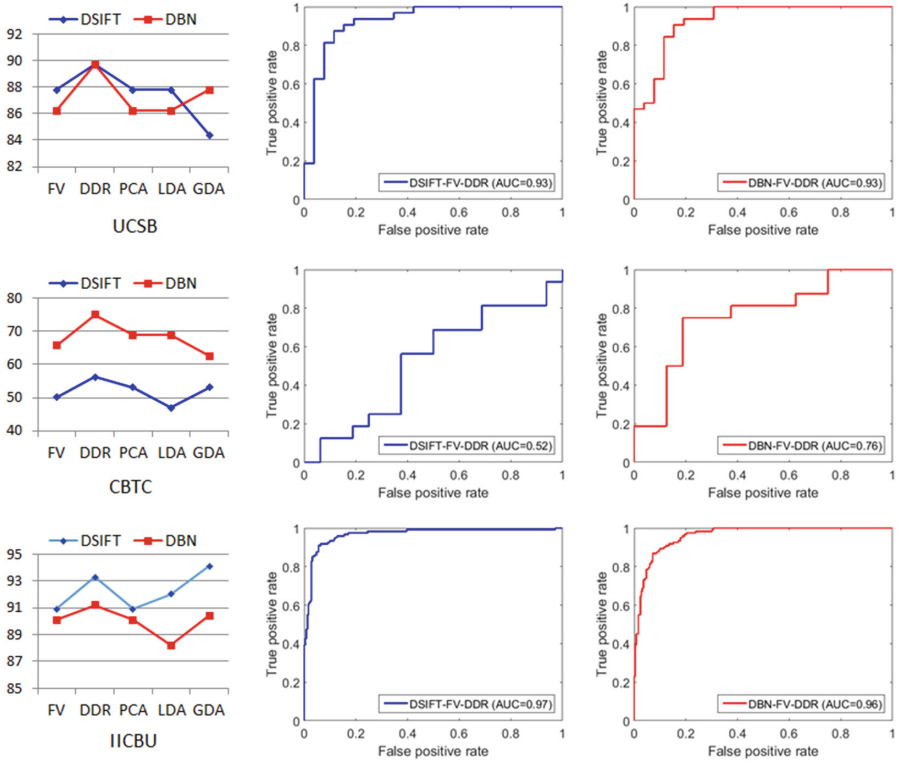 DSIFT DBN
92
90
88
86
84
82
FV DDR PCA LDA GDA
UCSB
True positive rate
1
0.8
0.6
0.4
0.2
0
DSIFT-FV-DDR (AUC=0.93)
0 0.2 0.4 0.6 0.8 1
False positive rate
True positive rate
1
0.8
0.6
0.4
0.2
0
DBN-FV-DDR (AUC=0.93)
0 0.2 0.4 0.6 0.8 1
False positive rate
DSIFT DBN
80
70
60
50
40
FV DDR PCA LDA GDA
CBTC
True positive rate
1
0.8
0.6
0.4
0.2
0
DSIFT-FV-DDR (AUC=0.52)
0 0.2 0.4 0.6 0.8 1
False positive rate
True positive rate
1
0.8
0.6
0.4
0.2
0
DBN-FV-DDR (AUC=0.76)
0 0.2 0.4 0.6 0.8 1
False positive rate
DSIFT DBN
95
93
91
89
87
85
FV DDR PCA LDA GDA
IICBU
True positive rate
1
0.8
0.6
0.4
0.2
0
DSIFT-FV-DDR (AUC=0.97)
0 0.2 0.4 0.6 0.8 1
False positive rate
True positive rate
1
0.8
0.6
0.4
0.2
0
DBN-FV-DDR (AUC=0.96)
0 0.2 0.4 0.6 0.8 1
False positive rate